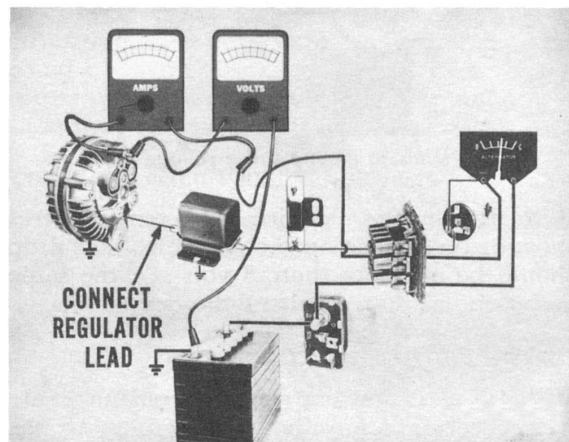 AMPS
VOLTS
ALTERNATOR
CONNECT
REGULATOR
LEAD